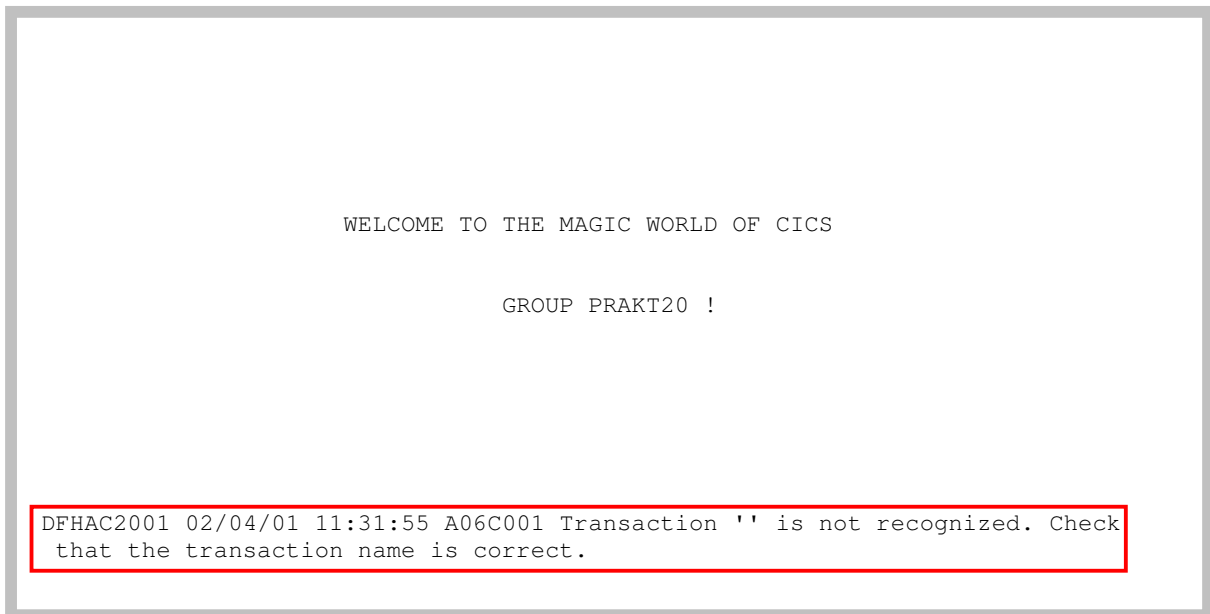 WELCOME TO THE MAGIC WORLD OF CICS
GROUP PRAKT20 !
DFHAC2001 02/04/01 11:31:55 A06C001 Transaction '' is not recognized. Check
that the transaction name is correct.